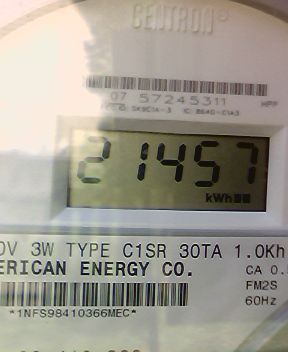 CENTRON
07 57245311 HPP
21457
kWh
0V 3W TYPE C1SR 30TA 1.0Kh
ERICAN ENERGY CO. CA 0.
FM2S
60Hz
*1NFS98410366MEC*